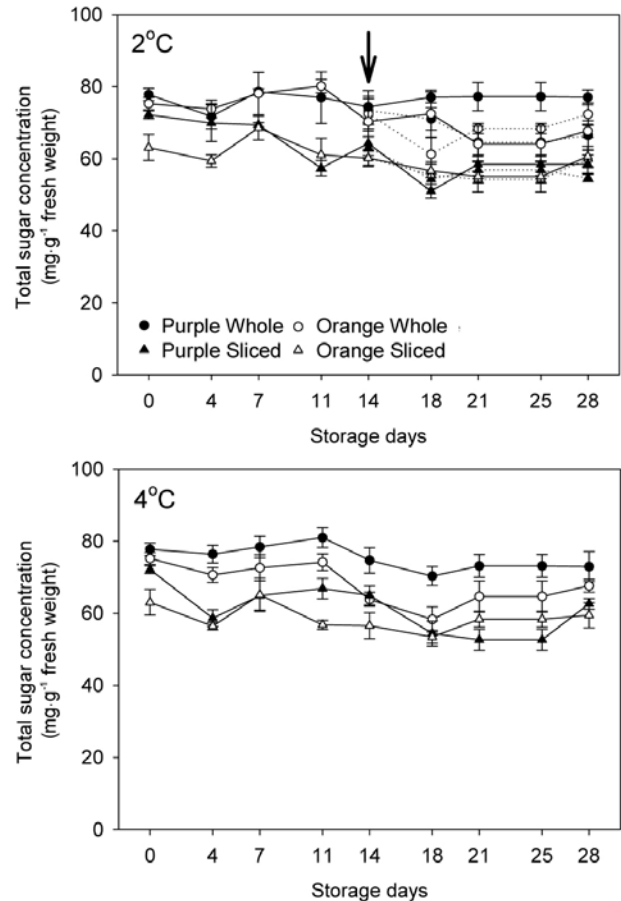 100
2°C
80
60
40
20
0
Total sugar concentration
(mg·g⁻¹ fresh weight)
Purple Whole Orange Whole
Purple Sliced Orange Sliced
0 4 7 11 14 18 21 25 28
Storage days
100
4°C
80
60
40
20
0
Total sugar concentration
(mg·g⁻¹ fresh weight)
0 4 7 11 14 18 21 25 28
Storage days